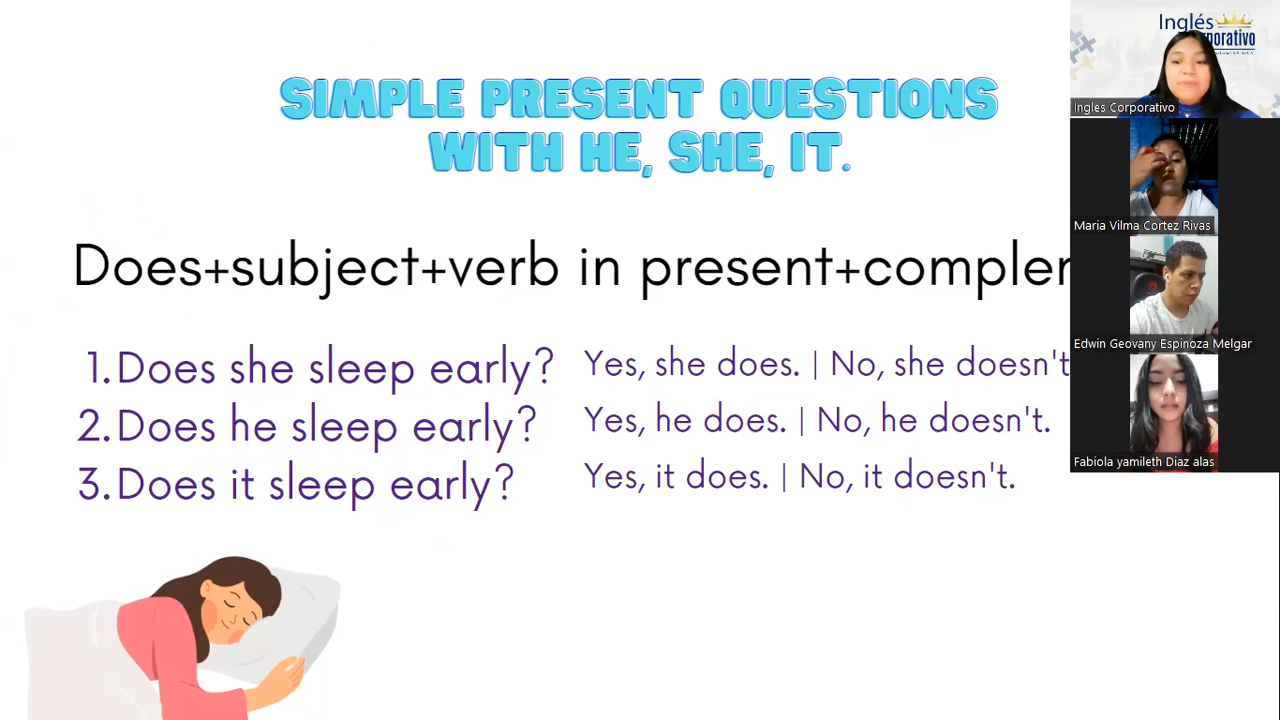 SIMPLE PRESENT QUESTIONS
WITH HE, SHE, IT.
Does+subject+verb in present+compler
1. Does she sleep early?
Yes, she does. | No, she doesn't
2. Does he sleep early?
Yes, he does. | No, he doesn't.
3. Does it sleep early?
Yes, it does. | No, it doesn't.
Inglés
Ingles Corporativo
Maria Vilma Cortez Rivas
Edwin Geovany Espinoza Melgar
Fabiola yamileth Diaz alas